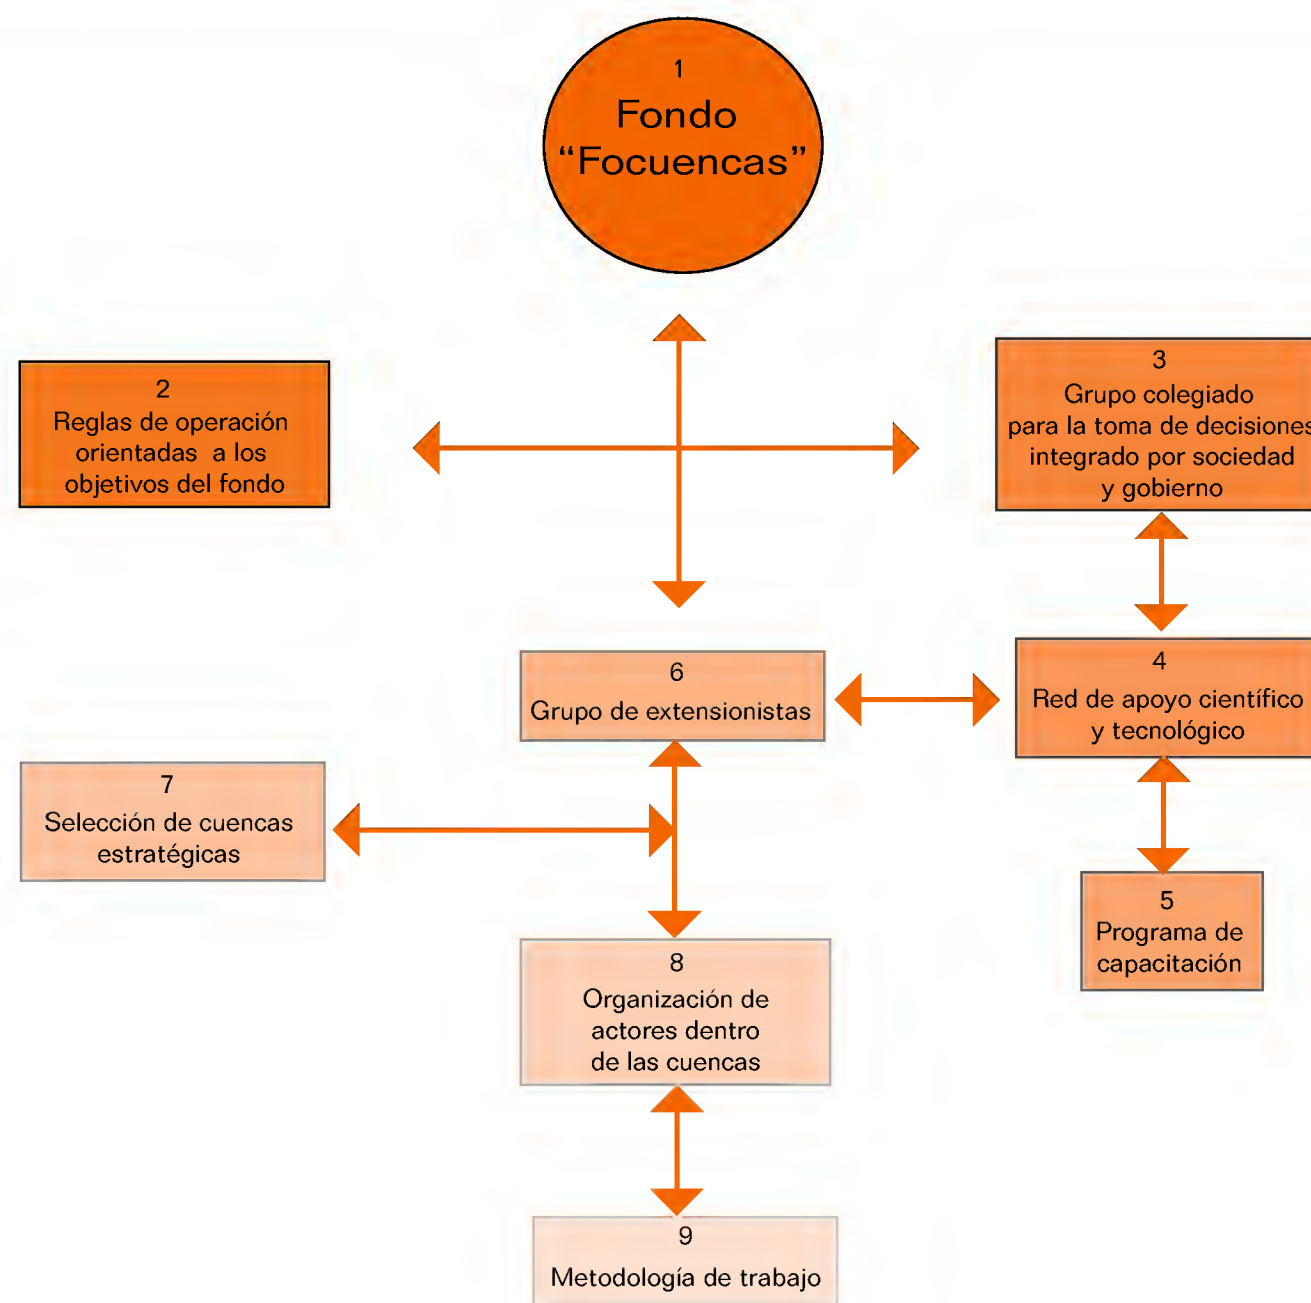 1
Fondo
“Focuencas”
2
Reglas de operación
orientadas a los
objetivos del fondo
3
Grupo colegiado
para la toma de decisiones
integrado por sociedad
y gobierno
6
Grupo de extensionistas
4
Red de apoyo científico
y tecnológico
7
Selección de cuencas
estratégicas
5
Programa de
capacitación
8
Organización de
actores dentro
de las cuencas
9
Metodología de trabajo